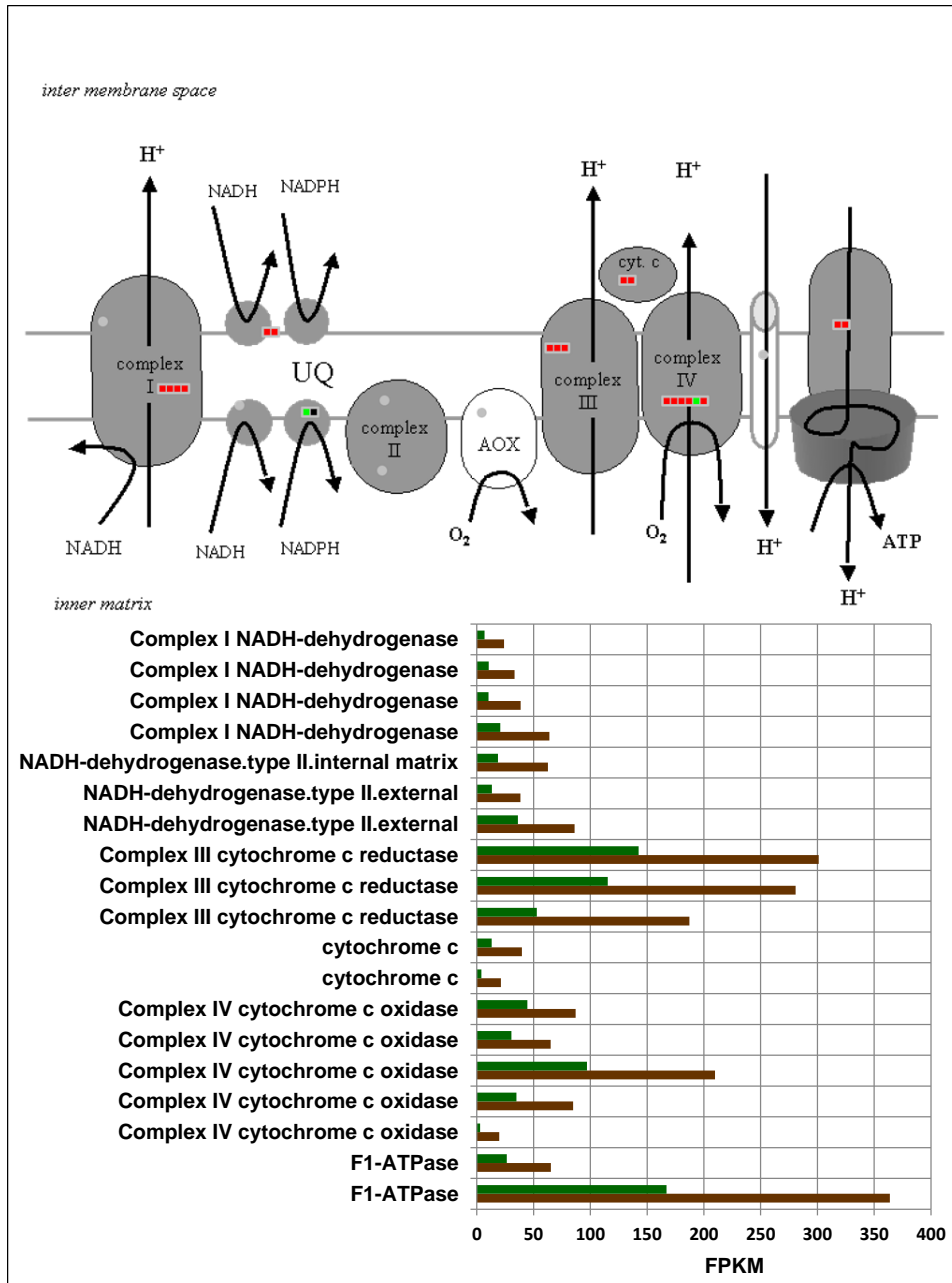 inter membrane space
H+
NADH
NADPH
H+
H+
cyt. c
complex
I
UQ
complex
II
AOX
complex
III
complex
IV
NADH
NADH
NADPH
O2
O2
H+
ATP
H+
inner matrix
Complex I NADH-dehydrogenase
Complex I NADH-dehydrogenase
Complex I NADH-dehydrogenase
Complex I NADH-dehydrogenase
NADH-dehydrogenase.type II.internal matrix
NADH-dehydrogenase.type II.external
NADH-dehydrogenase.type II.external
Complex III cytochrome c reductase
Complex III cytochrome c reductase
Complex III cytochrome c reductase
cytochrome c
cytochrome c
Complex IV cytochrome c oxidase
Complex IV cytochrome c oxidase
Complex IV cytochrome c oxidase
Complex IV cytochrome c oxidase
Complex IV cytochrome c oxidase
F1-ATPase
F1-ATPase
0 50 100 150 200 250 300 350 400
FPKM